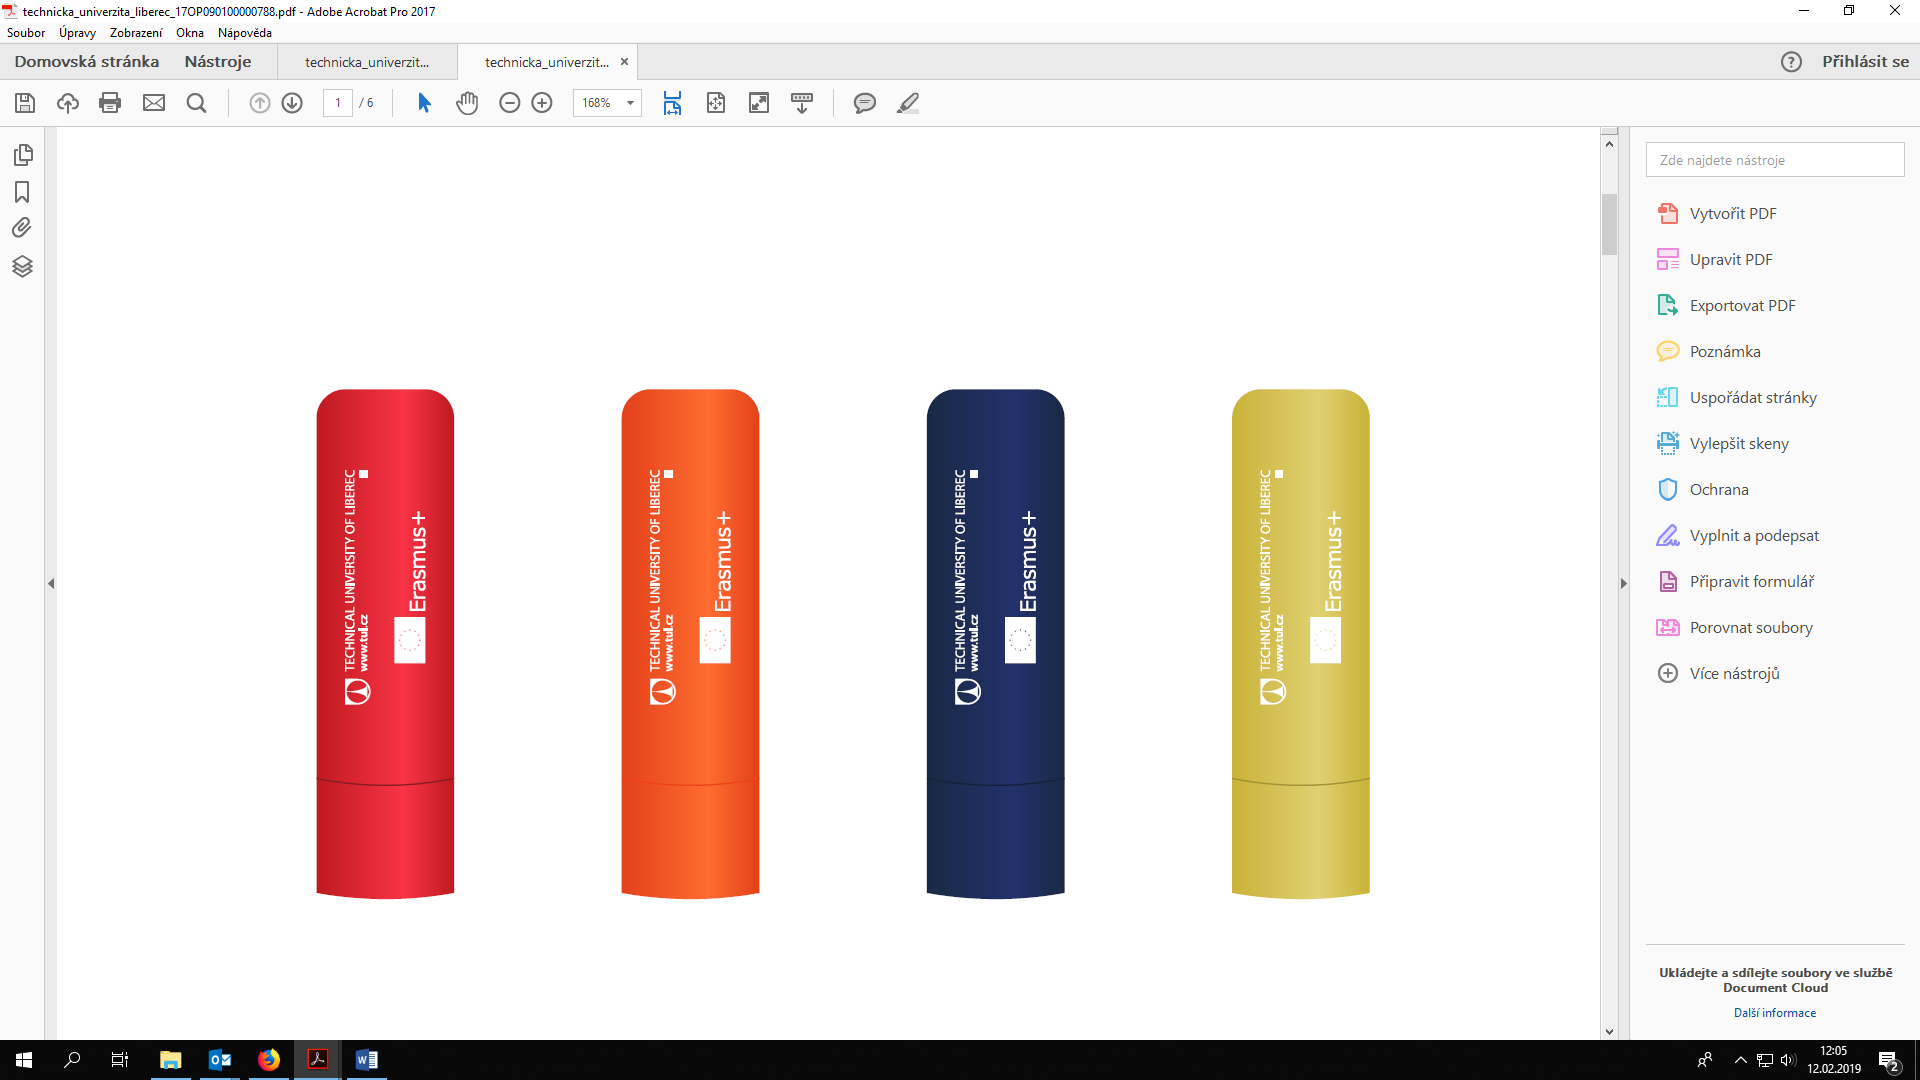 technicka_univerzita_liberec_17OP090100000788.pdf - Adobe Acrobat Pro 2017
Soubor Úpravy Zobrazení Okna Nápověda
Domovská stránka Nástroje technicka_univerzit... technicka_univerzit... × ? Přihlásit se
1 / 6 168%
Zde najdete nástroje
Vytvořit PDF
Upravit PDF
Exportovat PDF
Poznámka
Uspořádat stránky
Vylepšit skeny
Ochrana
Vyplnit a podepsat
Připravit formulář
Porovnat soubory
Více nástrojů
TECHNICAL UNIVERSITY OF LIBEREC
www.tul.cz
Erasmus+
TECHNICAL UNIVERSITY OF LIBEREC
www.tul.cz
Erasmus+
TECHNICAL UNIVERSITY OF LIBEREC
www.tul.cz
Erasmus+
TECHNICAL UNIVERSITY OF LIBEREC
www.tul.cz
Erasmus+
Ukládejte a sdílejte soubory ve službě
Document Cloud
Další informace
12:05
12.02.2019
2